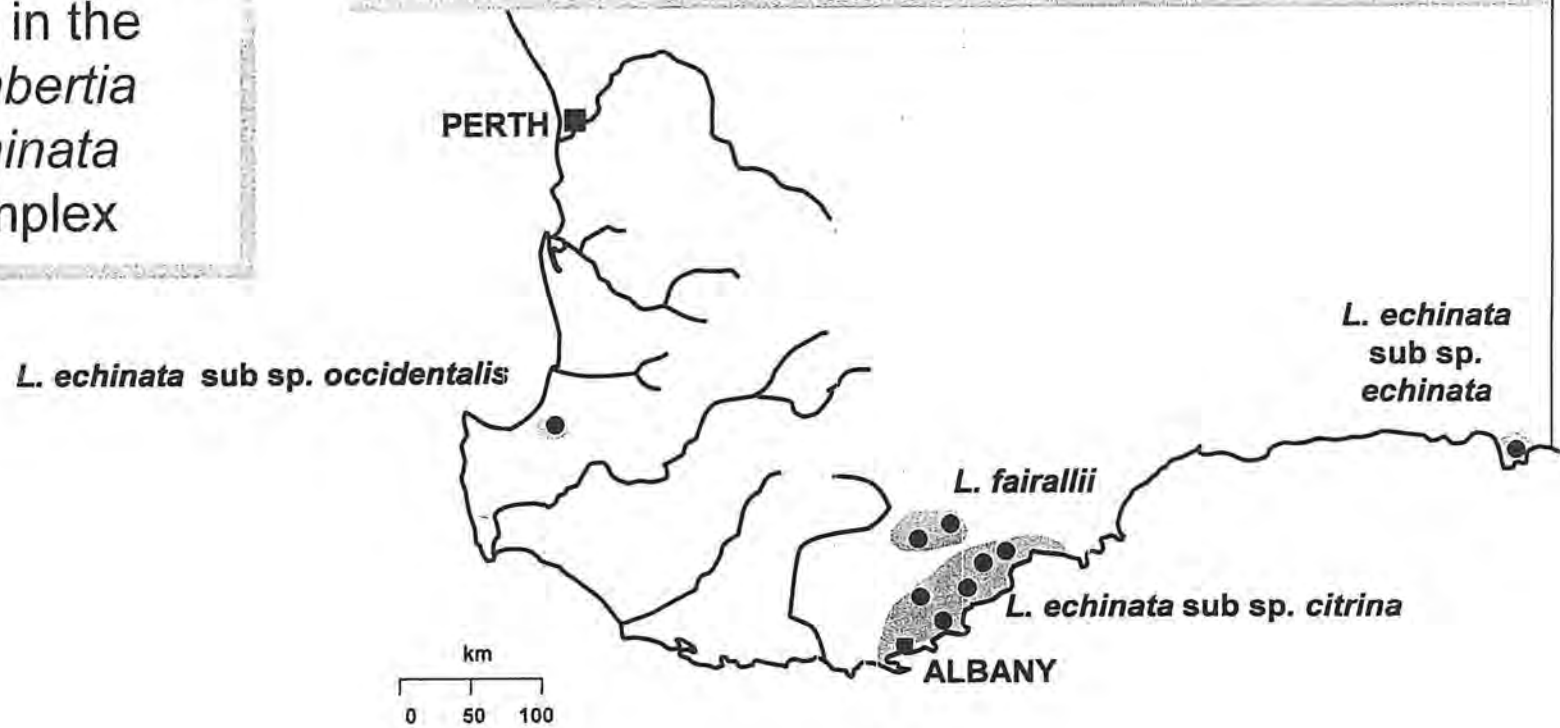 in the
bertia
inata
mplex
PERTH
L. echinata sub sp. occidentalis
L. echinata
sub sp.
echinata
L. fairallii
L. echinata sub sp. citrina
ALBANY
km
0 50 100